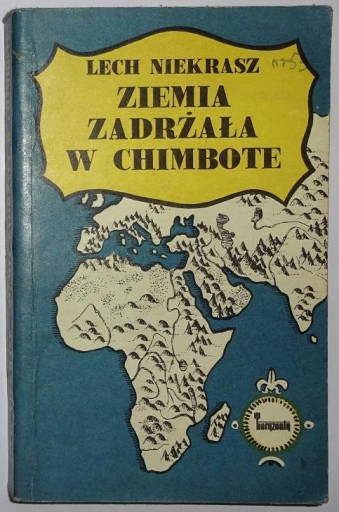 LECH NIEKRASZ
ZIEMIA
ZADRŻAŁA
W CHIMBOTE